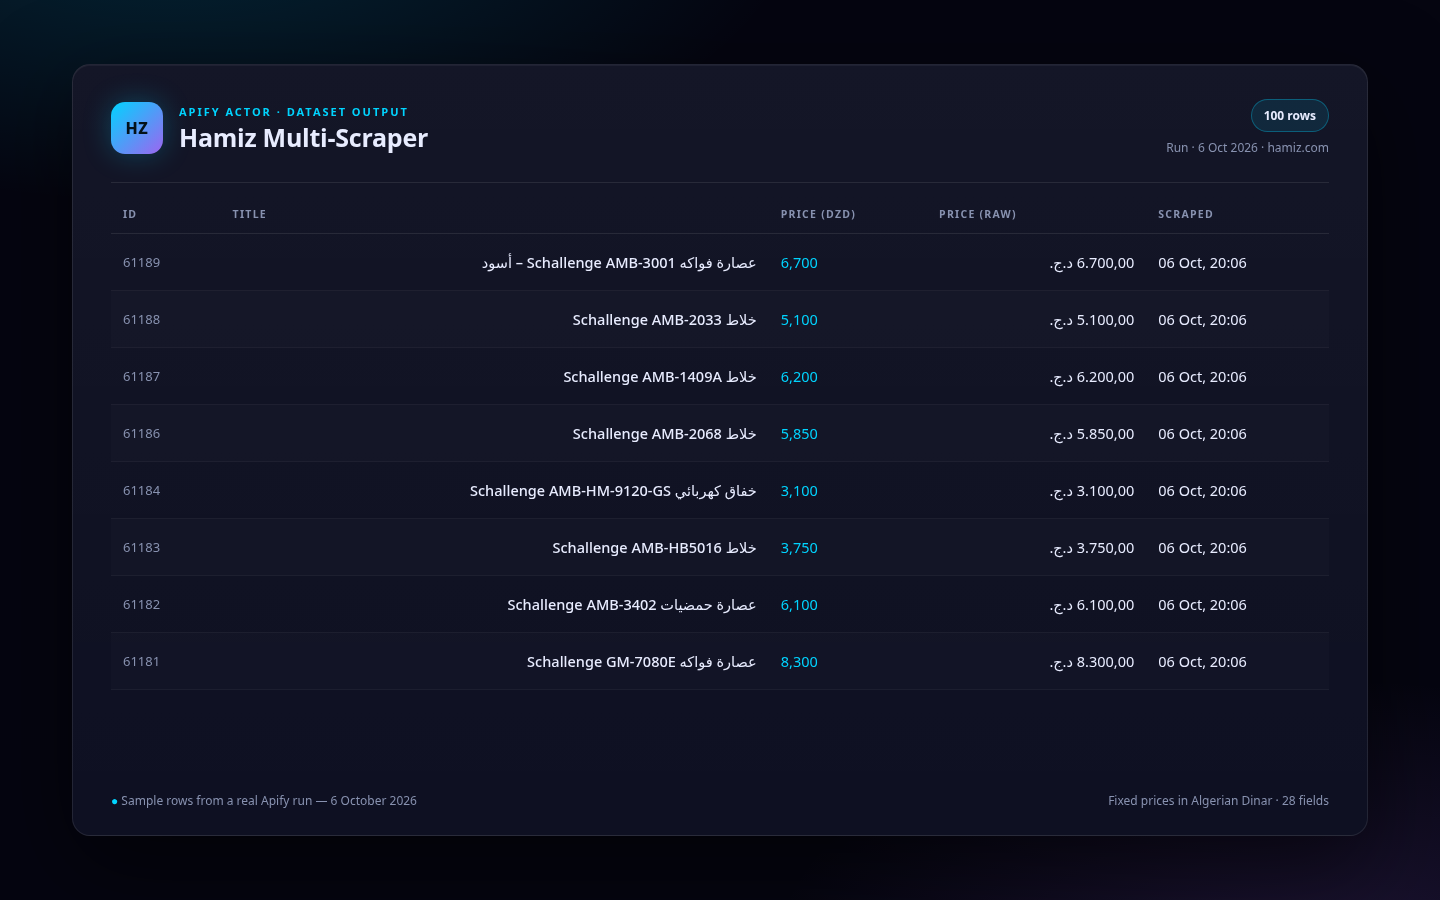 HZ
APIFY ACTOR · DATASET OUTPUT
Hamiz Multi-Scraper
100 rows
Run · 6 Oct 2026 · hamiz.com
ID TITLE PRICE (DZD) PRICE (RAW) SCRAPED
61189 عصارة فواكه Schallenge AMB-3001 – أسود 6,700 6.700,00 د.ج. 06 Oct, 20:06
61188 خلاط Schallenge AMB-2033 5,100 5.100,00 د.ج. 06 Oct, 20:06
61187 خلاط Schallenge AMB-1409A 6,200 6.200,00 د.ج. 06 Oct, 20:06
61186 خلاط Schallenge AMB-2068 5,850 5.850,00 د.ج. 06 Oct, 20:06
61184 خفاق كهربائي Schallenge AMB-HM-9120-GS 3,100 3.100,00 د.ج. 06 Oct, 20:06
61183 خلاط Schallenge AMB-HB5016 3,750 3.750,00 د.ج. 06 Oct, 20:06
61182 عصارة حمضيات Schallenge AMB-3402 6,100 6.100,00 د.ج. 06 Oct, 20:06
61181 عصارة فواكه Schallenge GM-7080E 8,300 8.300,00 د.ج. 06 Oct, 20:06
● Sample rows from a real Apify run — 6 October 2026
Fixed prices in Algerian Dinar · 28 fields